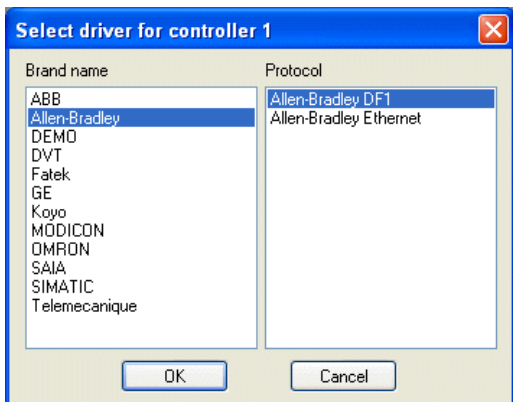 Select driver for controller 1
Brand name
Protocol
ABB
Allen-Bradley
DEMO
DVT
Fatek
GE
Koyo
MODICON
OMRON
SAIA
SIMATIC
Telemecanique
Allen-Bradley DF1
Allen-Bradley Ethernet
OK
Cancel